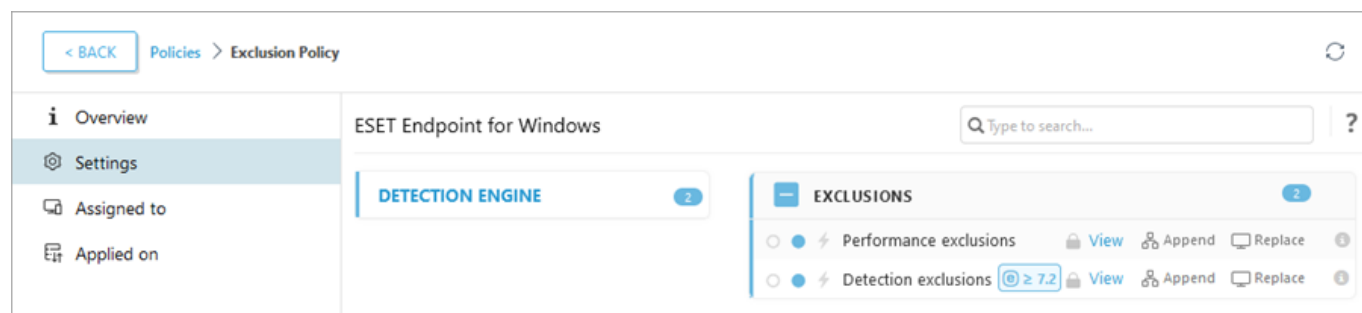 < BACK Policies > Exclusion Policy
i Overview
Settings
Assigned to
Applied on
ESET Endpoint for Windows
Type to search...
?
DETECTION ENGINE 2
EXCLUSIONS 2
Performance exclusions View Append Replace
Detection exclusions ⓔ ≥ 7.2 View Append Replace